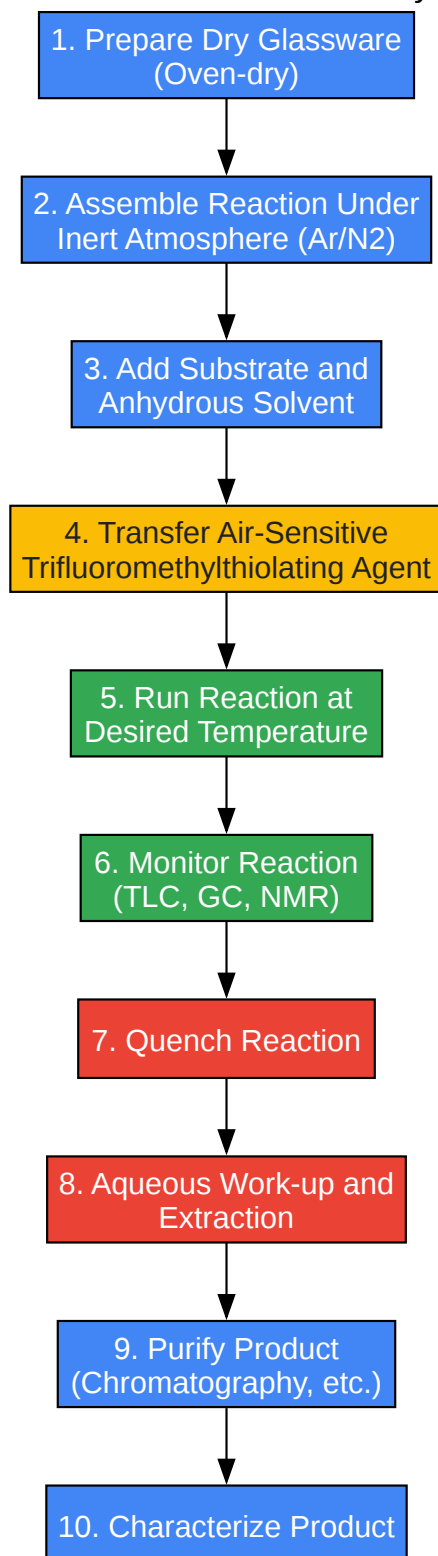 1. Prepare Dry Glassware
(Oven-dry)
2. Assemble Reaction Under
Inert Atmosphere (Ar/N2)
3. Add Substrate and
Anhydrous Solvent
4. Transfer Air-Sensitive
Trifluoromethylthiolating Agent
5. Run Reaction at
Desired Temperature
6. Monitor Reaction
(TLC, GC, NMR)
7. Quench Reaction
8. Aqueous Work-up and
Extraction
9. Purify Product
(Chromatography, etc.)
10. Characterize Product